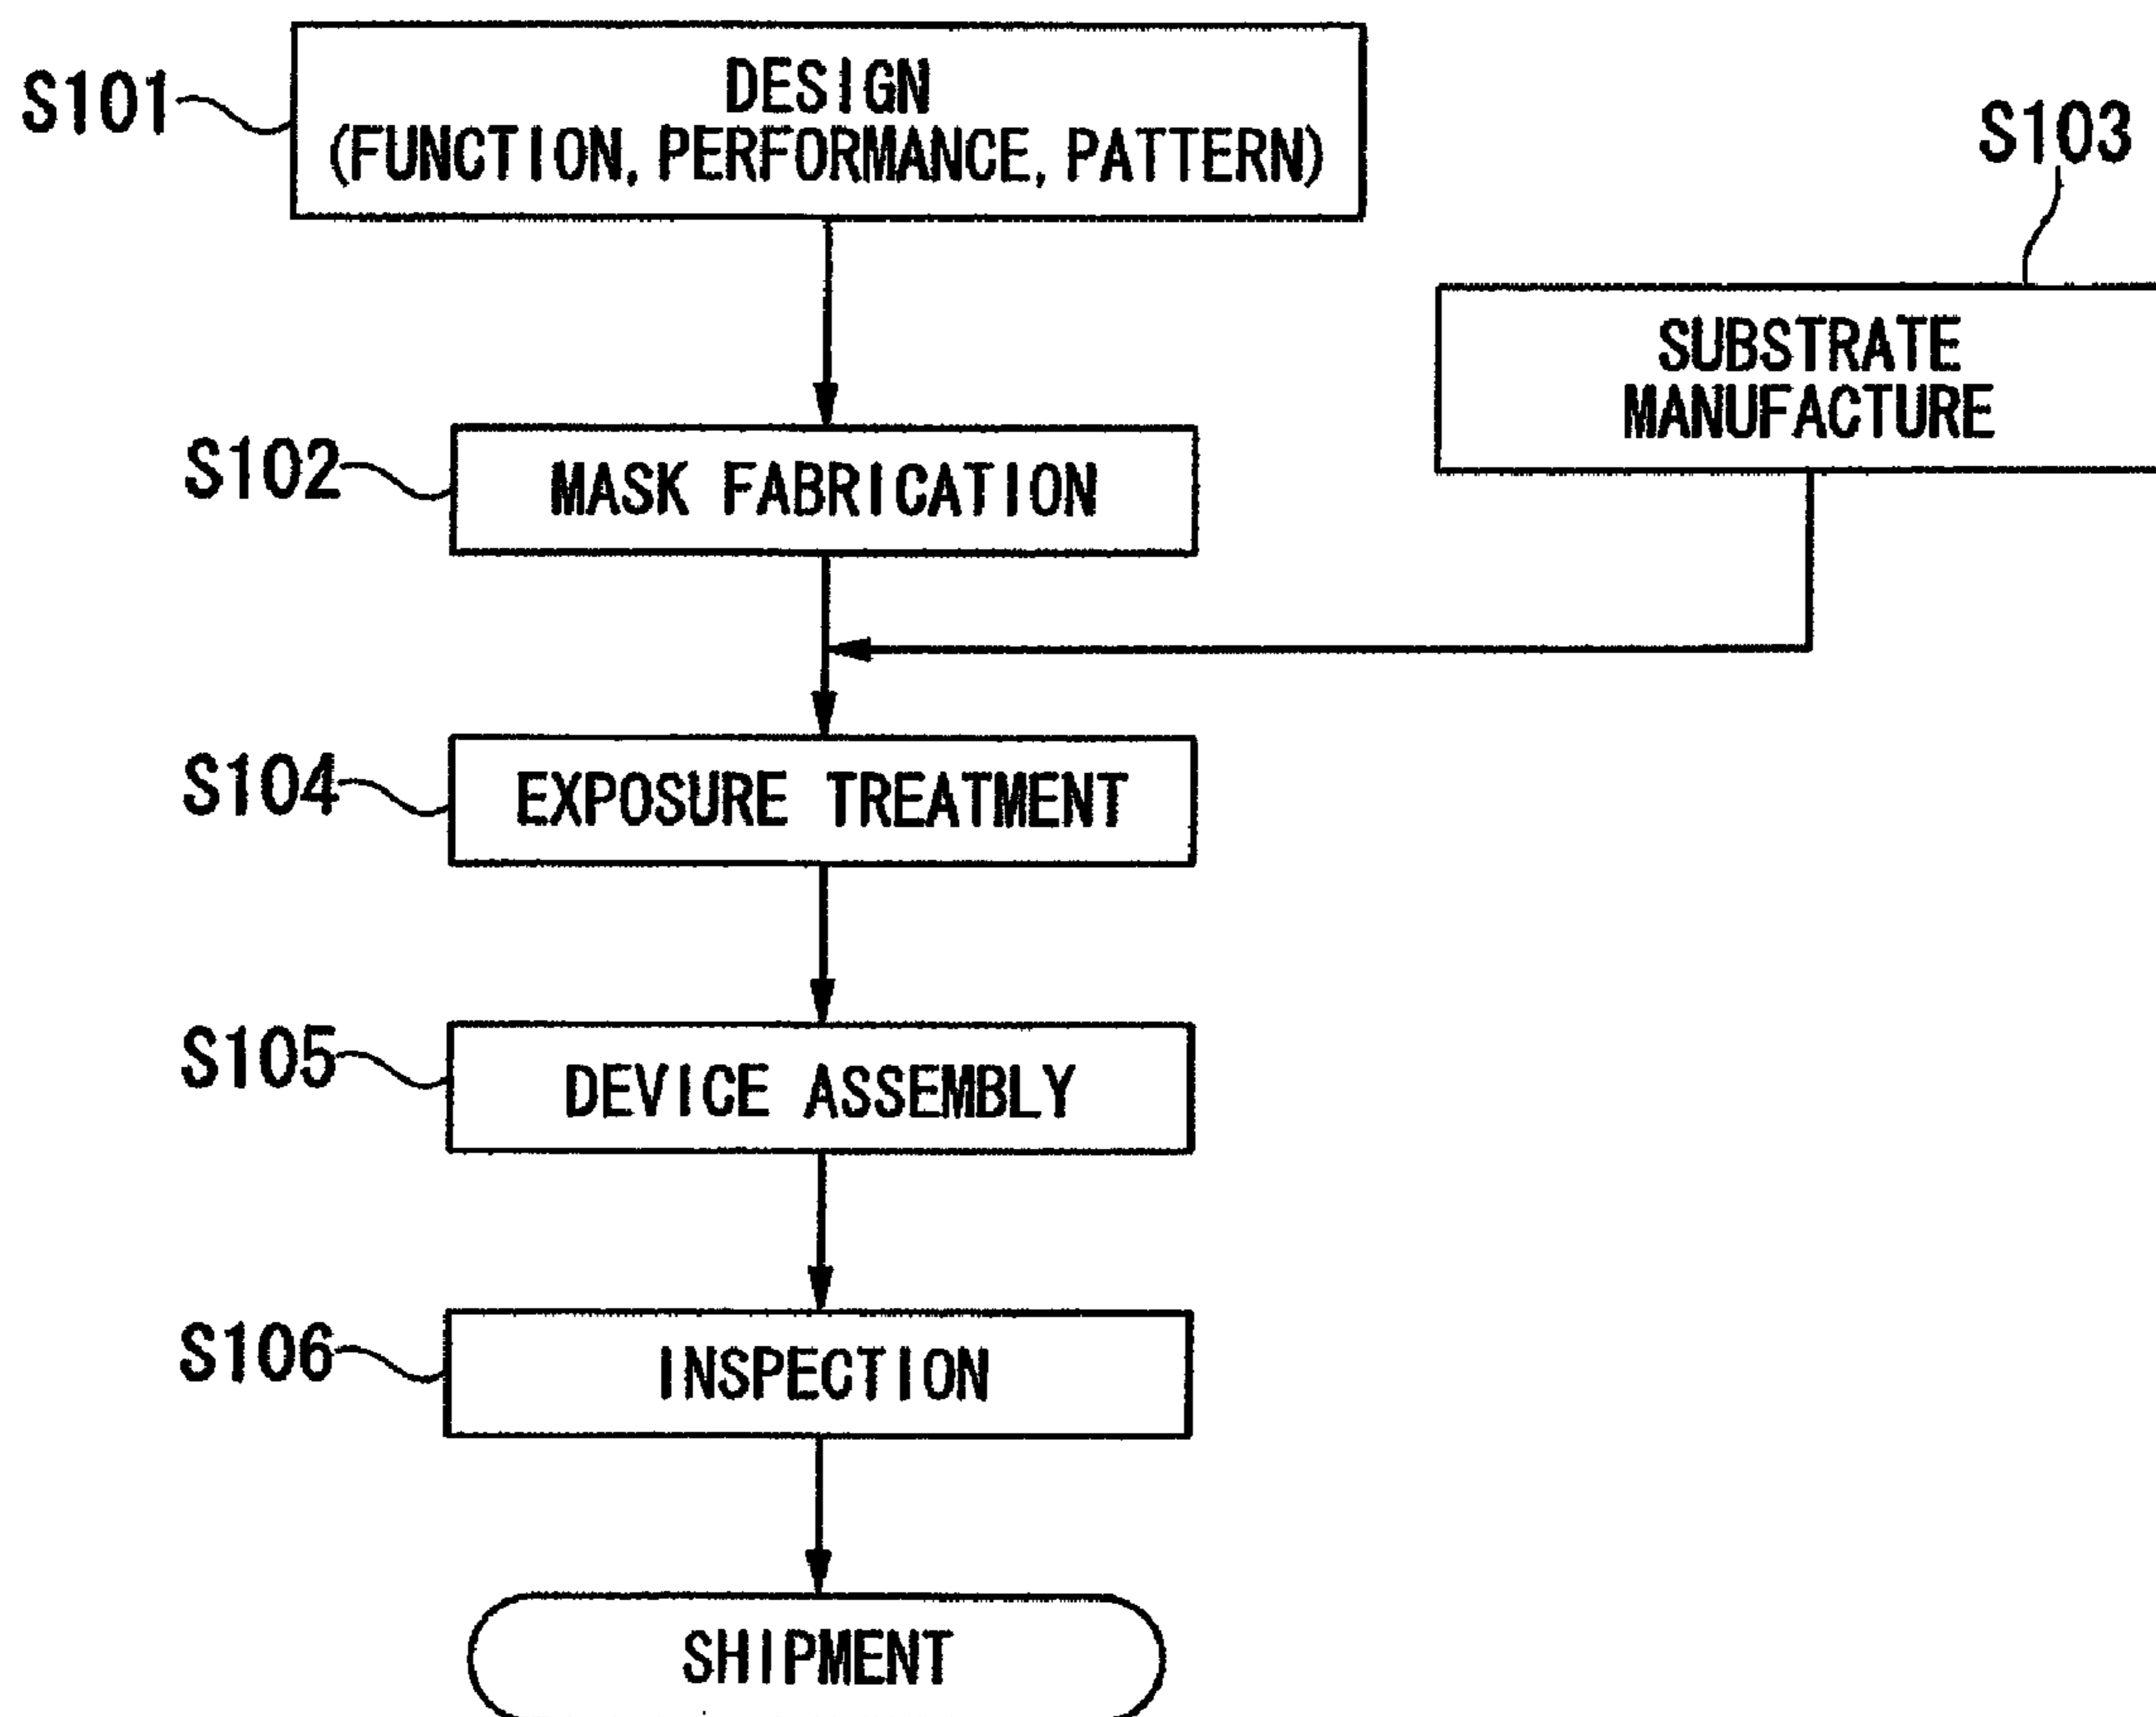 S101
DESIGN
(FUNCTION, PERFORMANCE, PATTERN)
S103
SUBSTRATE
MANUFACTURE
S102
MASK FABRICATION
S104
EXPOSURE TREATMENT
S105
DEVICE ASSEMBLY
S106
INSPECTION
SHIPMENT